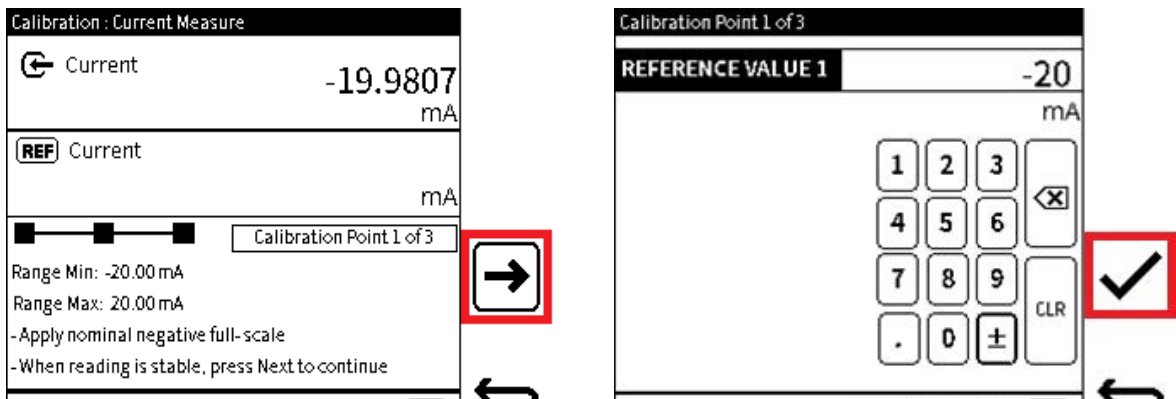 Calibration : Current Measure
Current
-19.9807
mA
REF Current
mA
Calibration Point 1 of 3
Range Min: -20.00 mA
Range Max: 20.00 mA
-Apply nominal negative full-scale
-When reading is stable, press Next to continue
Calibration Point 1 of 3
REFERENCE VALUE 1 -20
mA
1 2 3
4 5 6
7 8 9
CLR
. 0 ±